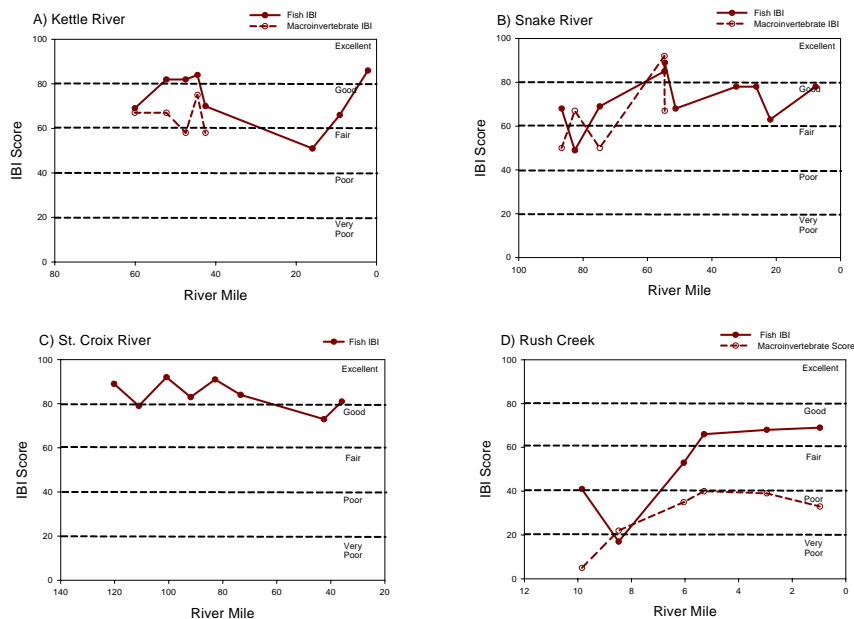 A) Kettle River
Fish IBI
Macroinvertebrate IBI
100
80
60
40
20
0
IBI Score
Excellent
Good
Fair
Poor
Very
Poor
80
60
40
20
0
River Mile
B) Snake River
Fish IBI
Macroinvertebrate IBI
100
80
60
40
20
0
IBI Score
Excellent
Good
Fair
Poor
Very
Poor
100
80
60
40
20
0
River Mile
C) St. Croix River
Fish IBI
100
80
60
40
20
0
IBI Score
Excellent
Good
Fair
Poor
Very
Poor
140
120
100
80
60
40
20
River Mile
D) Rush Creek
Fish IBI
Macroinvertebrate Score
100
80
60
40
20
0
IBI Score
Excellent
Good
Fair
Poor
Very
Poor
12
10
8
6
4
2
0
River Mile